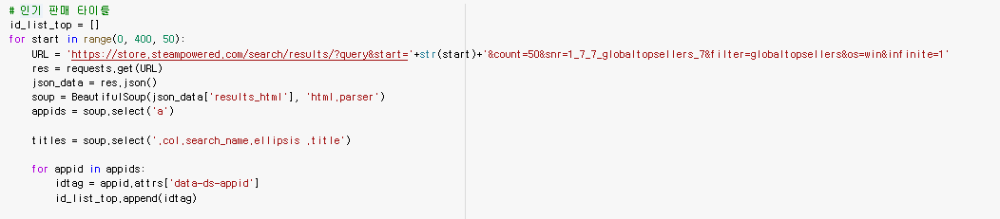 # 인기 판매 타이틀
id_list_top = []
for start in range(0, 400, 50):
    URL = 'https://store.steampowered.com/search/results/?query&start='+str(start)+'&count=50&snr=1_7_7_globaltopsellers_7&filter=globaltopsellers&os=win&infinite=1'
    res = requests.get(URL)
    json_data = res.json()
    soup = BeautifulSoup(json_data['results_html'], 'html.parser')
    appids = soup.select('a')
    titles = soup.select('.col.search_name.ellipsis .title')
    for appid in appids:
        idtag = appid.attrs['data-ds-appid']
        id_list_top.append(idtag)